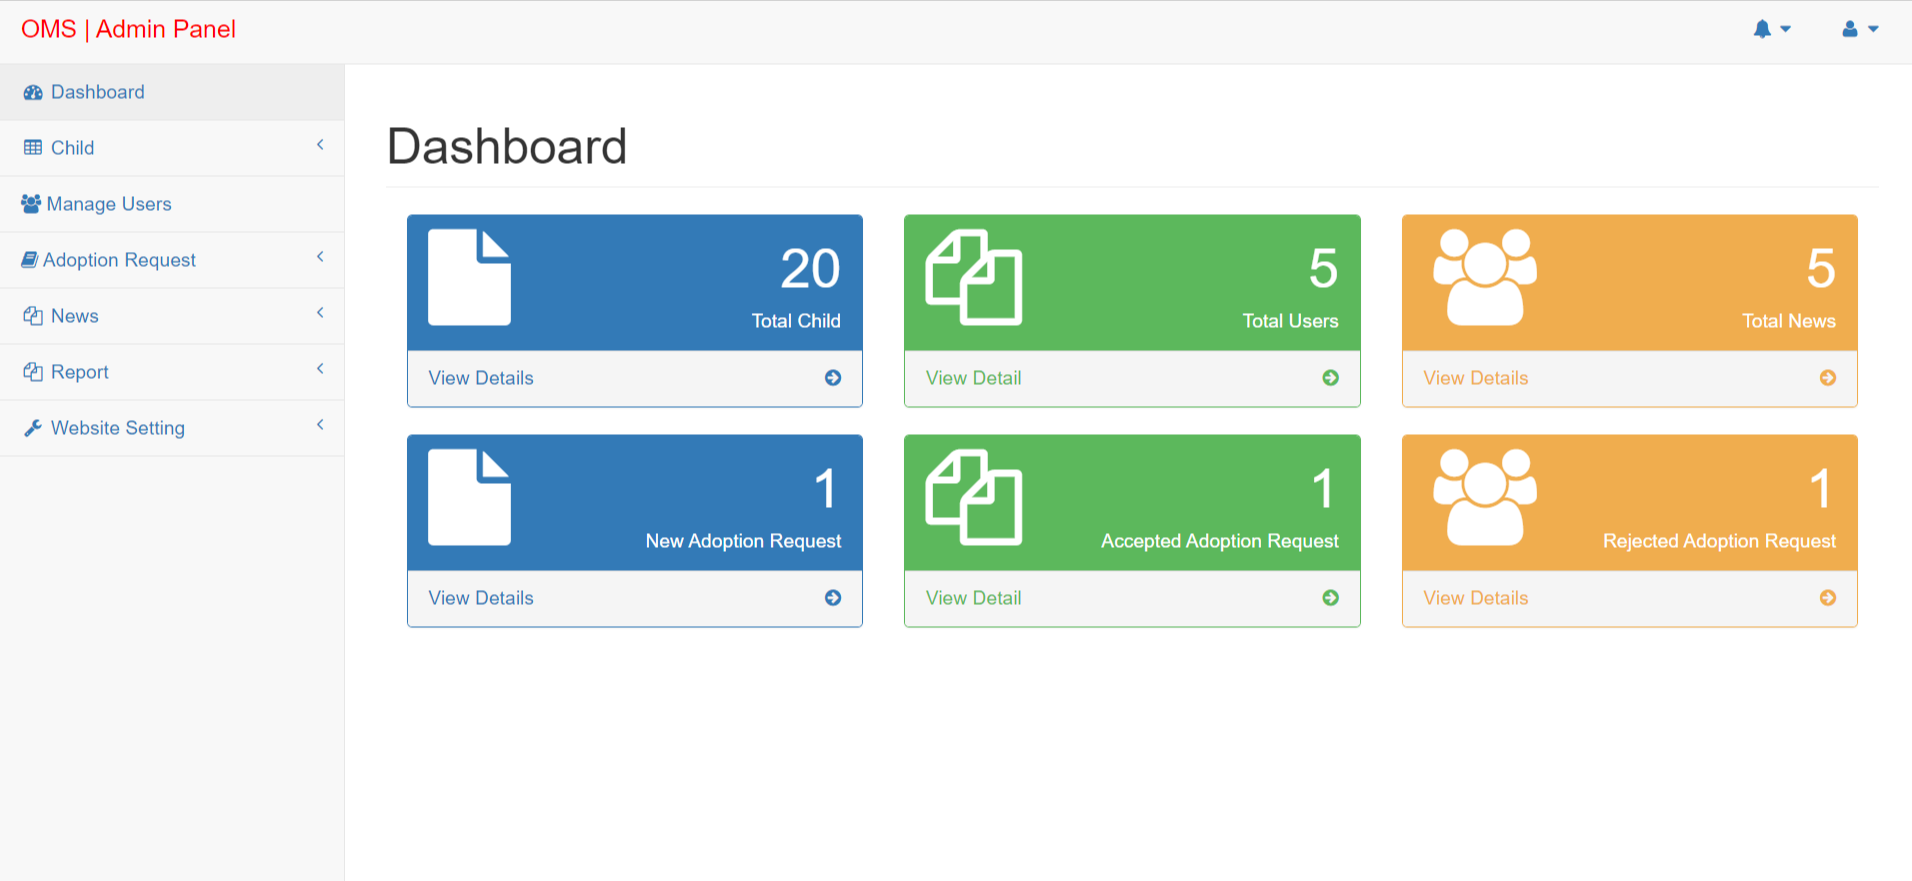 OMS | Admin Panel
Dashboard
Child
Manage Users
Adoption Request
News
Report
Website Setting
Dashboard
20
Total Child
View Details
5
Total Users
View Detail
5
Total News
View Details
1
New Adoption Request
View Details
1
Accepted Adoption Request
View Detail
1
Rejected Adoption Request
View Details